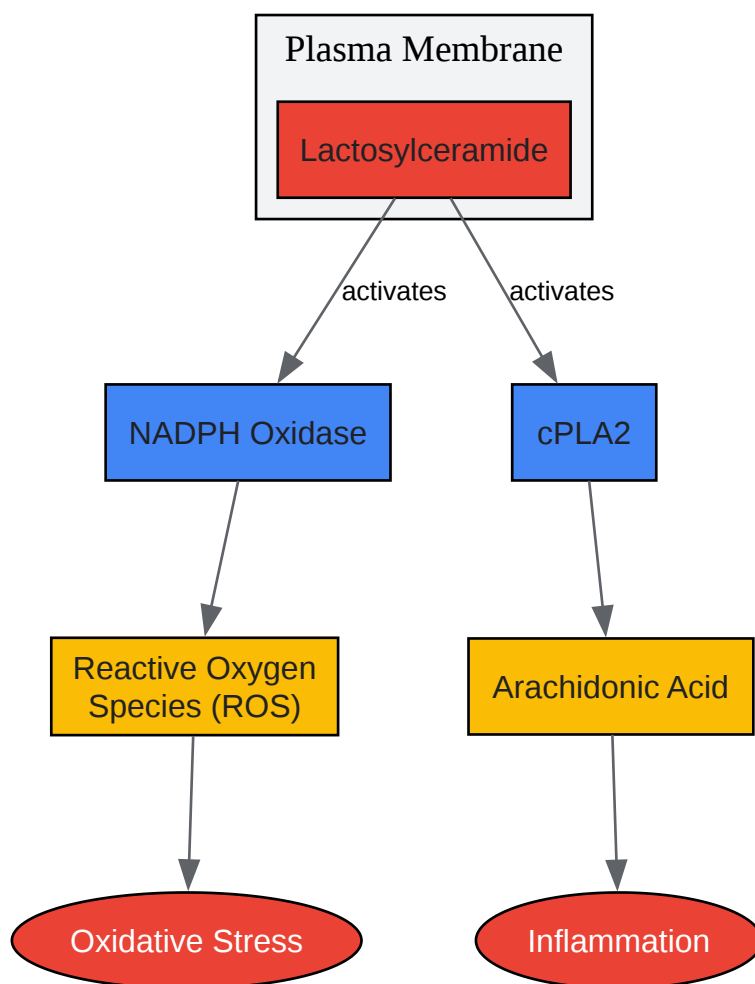 Plasma Membrane
Lactosylceramide
activates
activates
NADPH Oxidase
cPLA2
Reactive Oxygen
Species (ROS)
Arachidonic Acid
Oxidative Stress
Inflammation